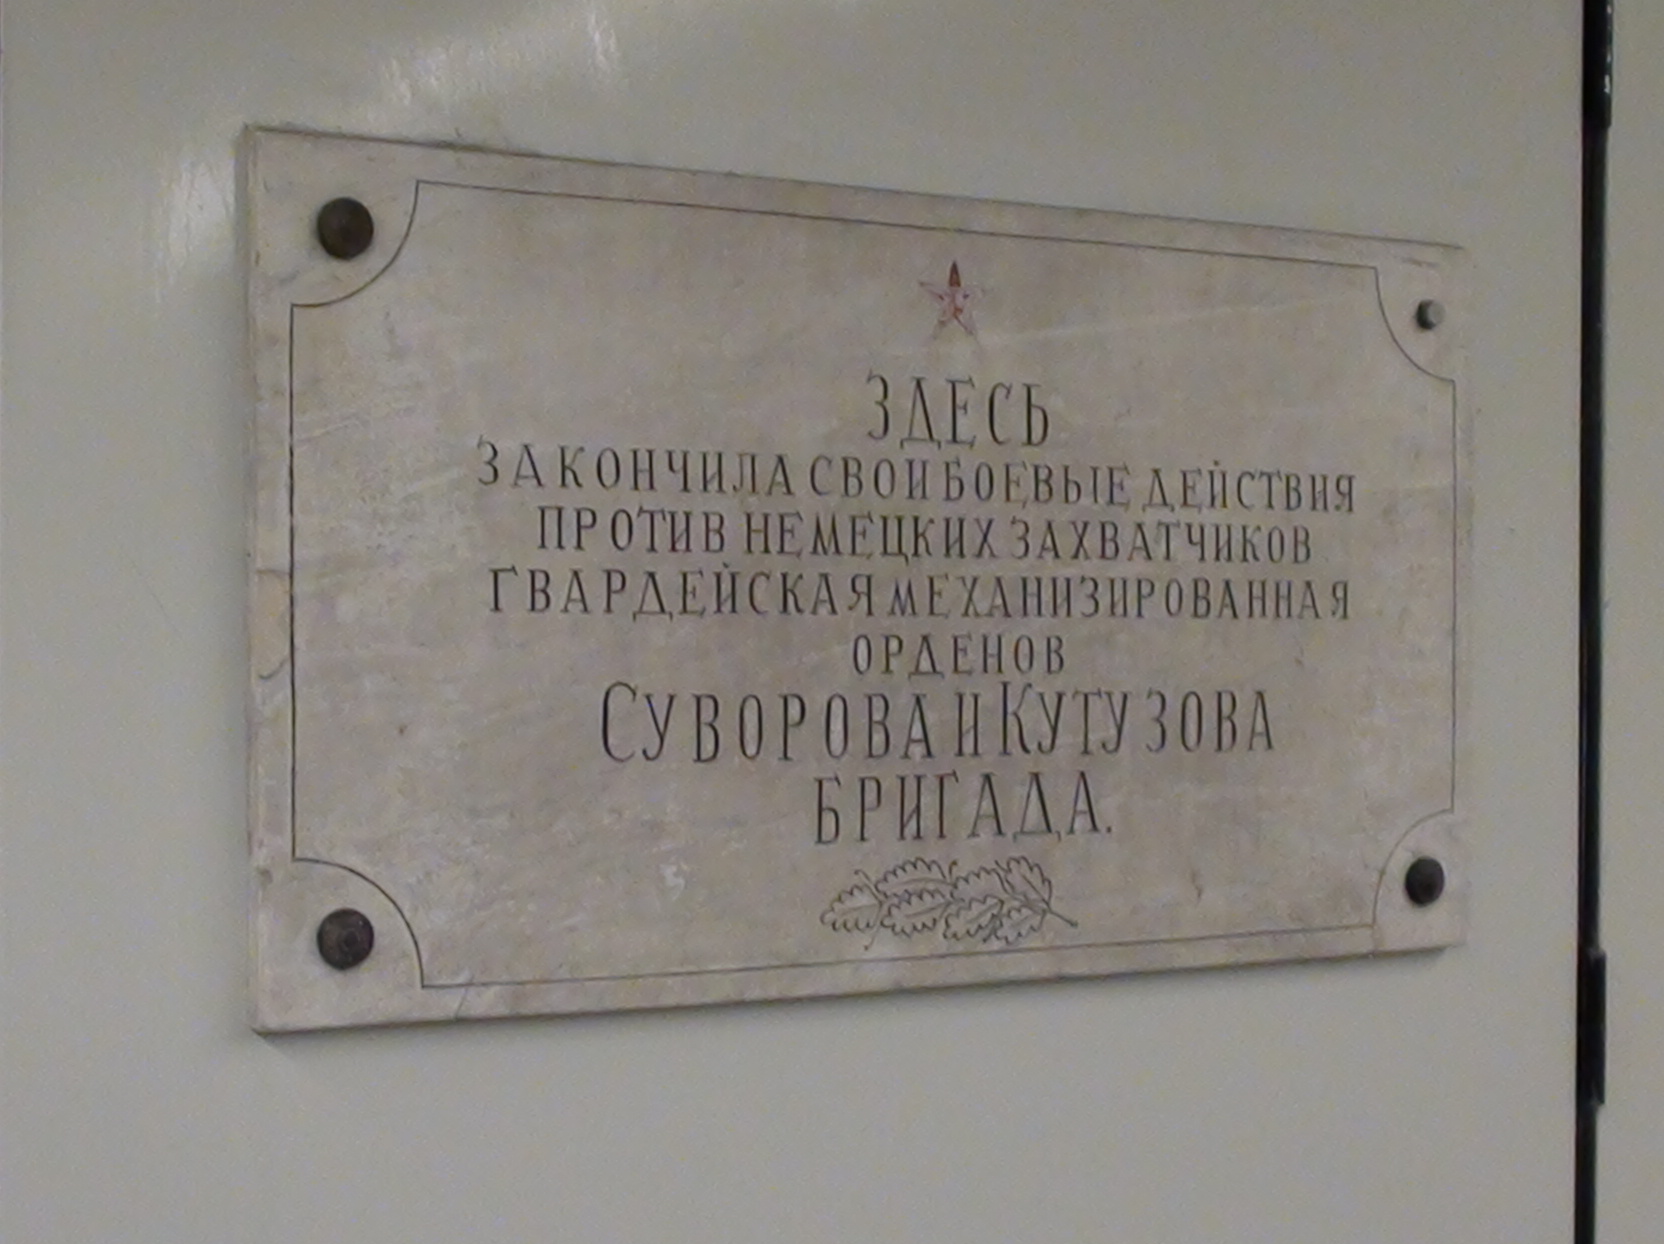 ЗДЕСЬ
ЗАКОНЧИЛА СВОИ БОЕВЫЕ ДЕЙСТВИЯ
ПРОТИВ НЕМЕЦКИХ ЗАХВАТЧИКОВ
ГВАРДЕЙСКАЯ МЕХАНИЗИРОВАННАЯ
ОРДЕНОВ
СУВОРОВА И КУТУЗОВА
БРИГАДА.